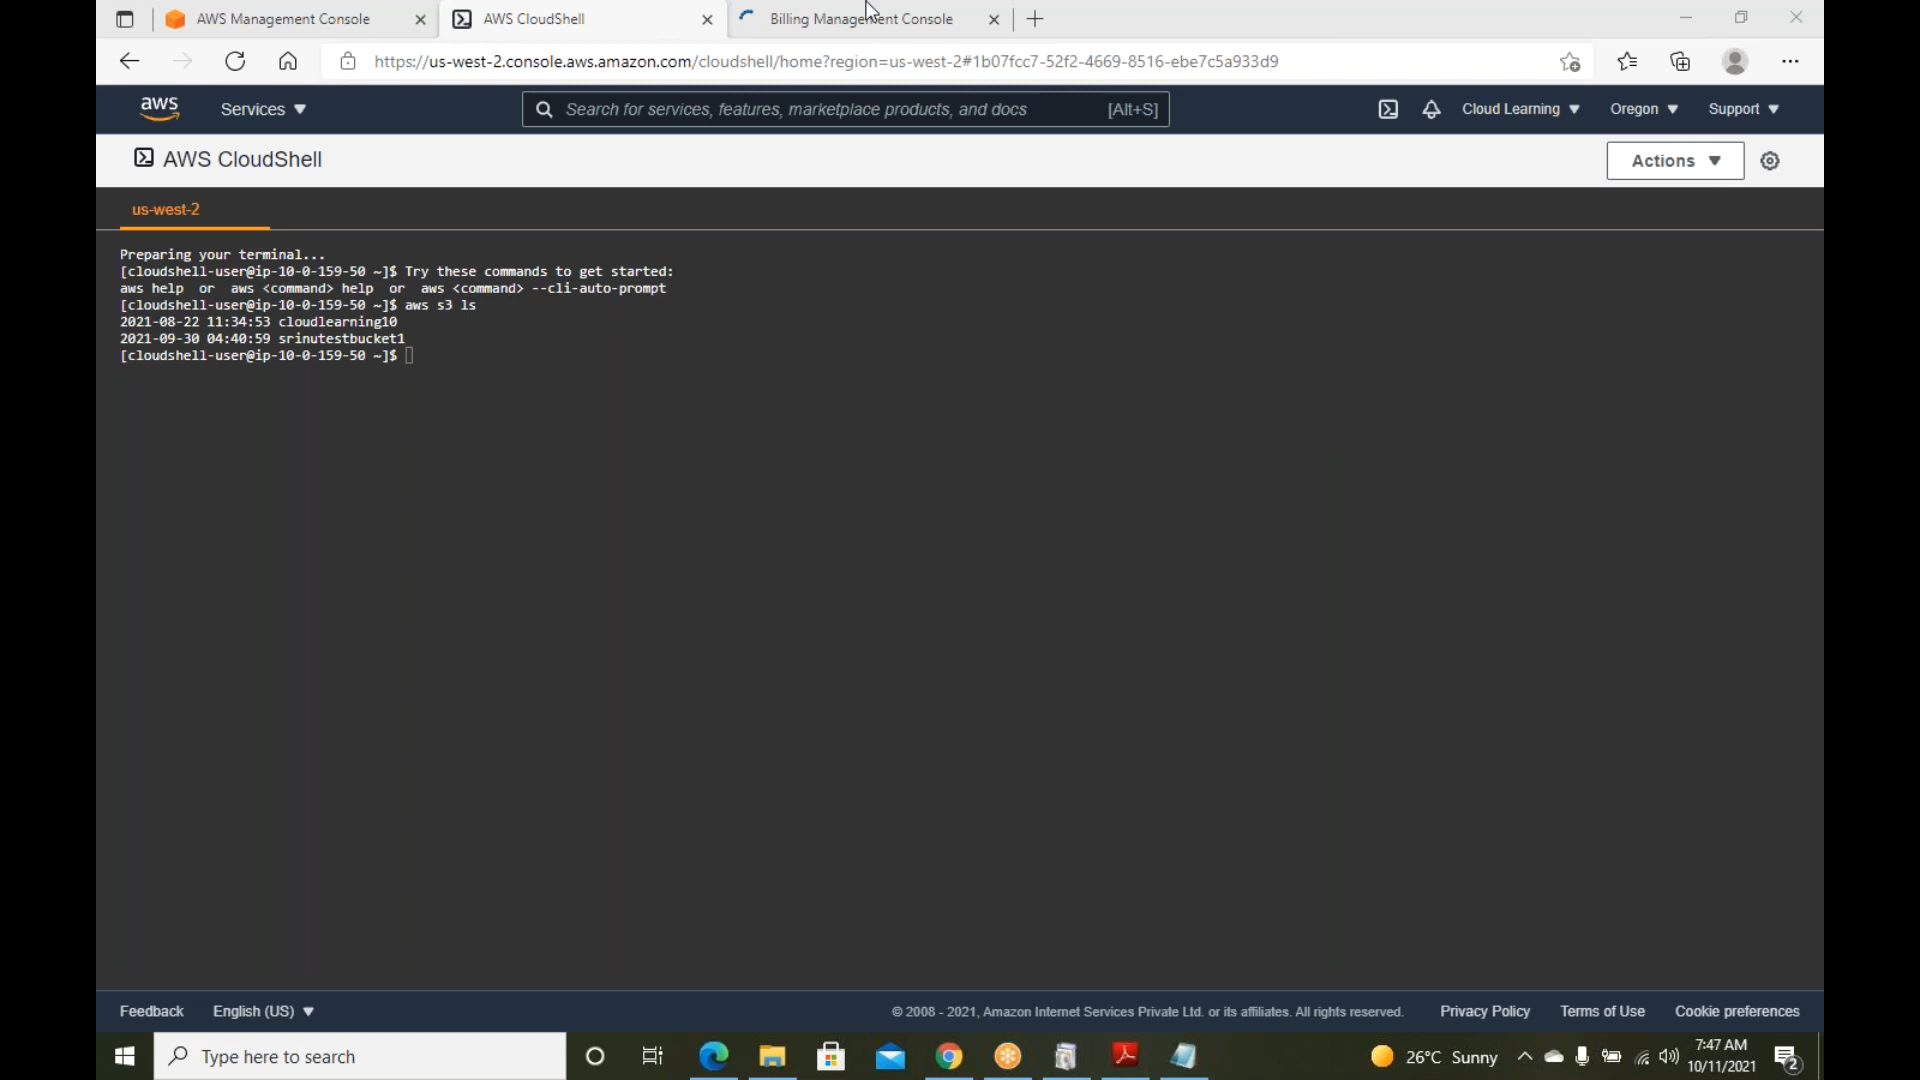 AWS Management Console
AWS CloudShell
Billing Management Console
https://us-west-2.console.aws.amazon.com/cloudshell/home?region=us-west-2#1b07fcc7-52f2-4669-8516-ebe7c5a933d9
aws
Services
Search for services, features, marketplace products, and docs
[Alt+S]
Cloud Learning
Oregon
Support
AWS CloudShell
Actions
us-west-2
Preparing your terminal...
[cloudshell-user@ip-10-0-159-50 ~]$ Try these commands to get started:
aws help  or  aws <command> help  or  aws <command> --cli-auto-prompt
[cloudshell-user@ip-10-0-159-50 ~]$ aws s3 ls
2021-08-22 11:34:53 cloudlearning10
2021-09-30 04:40:59 srinutestbucket1
[cloudshell-user@ip-10-0-159-50 ~]$
Feedback
English (US)
© 2008 - 2021, Amazon Internet Services Private Ltd. or its affiliates. All rights reserved.
Privacy Policy
Terms of Use
Cookie preferences
Type here to search
26°C Sunny
7:47 AM
10/11/2021
2